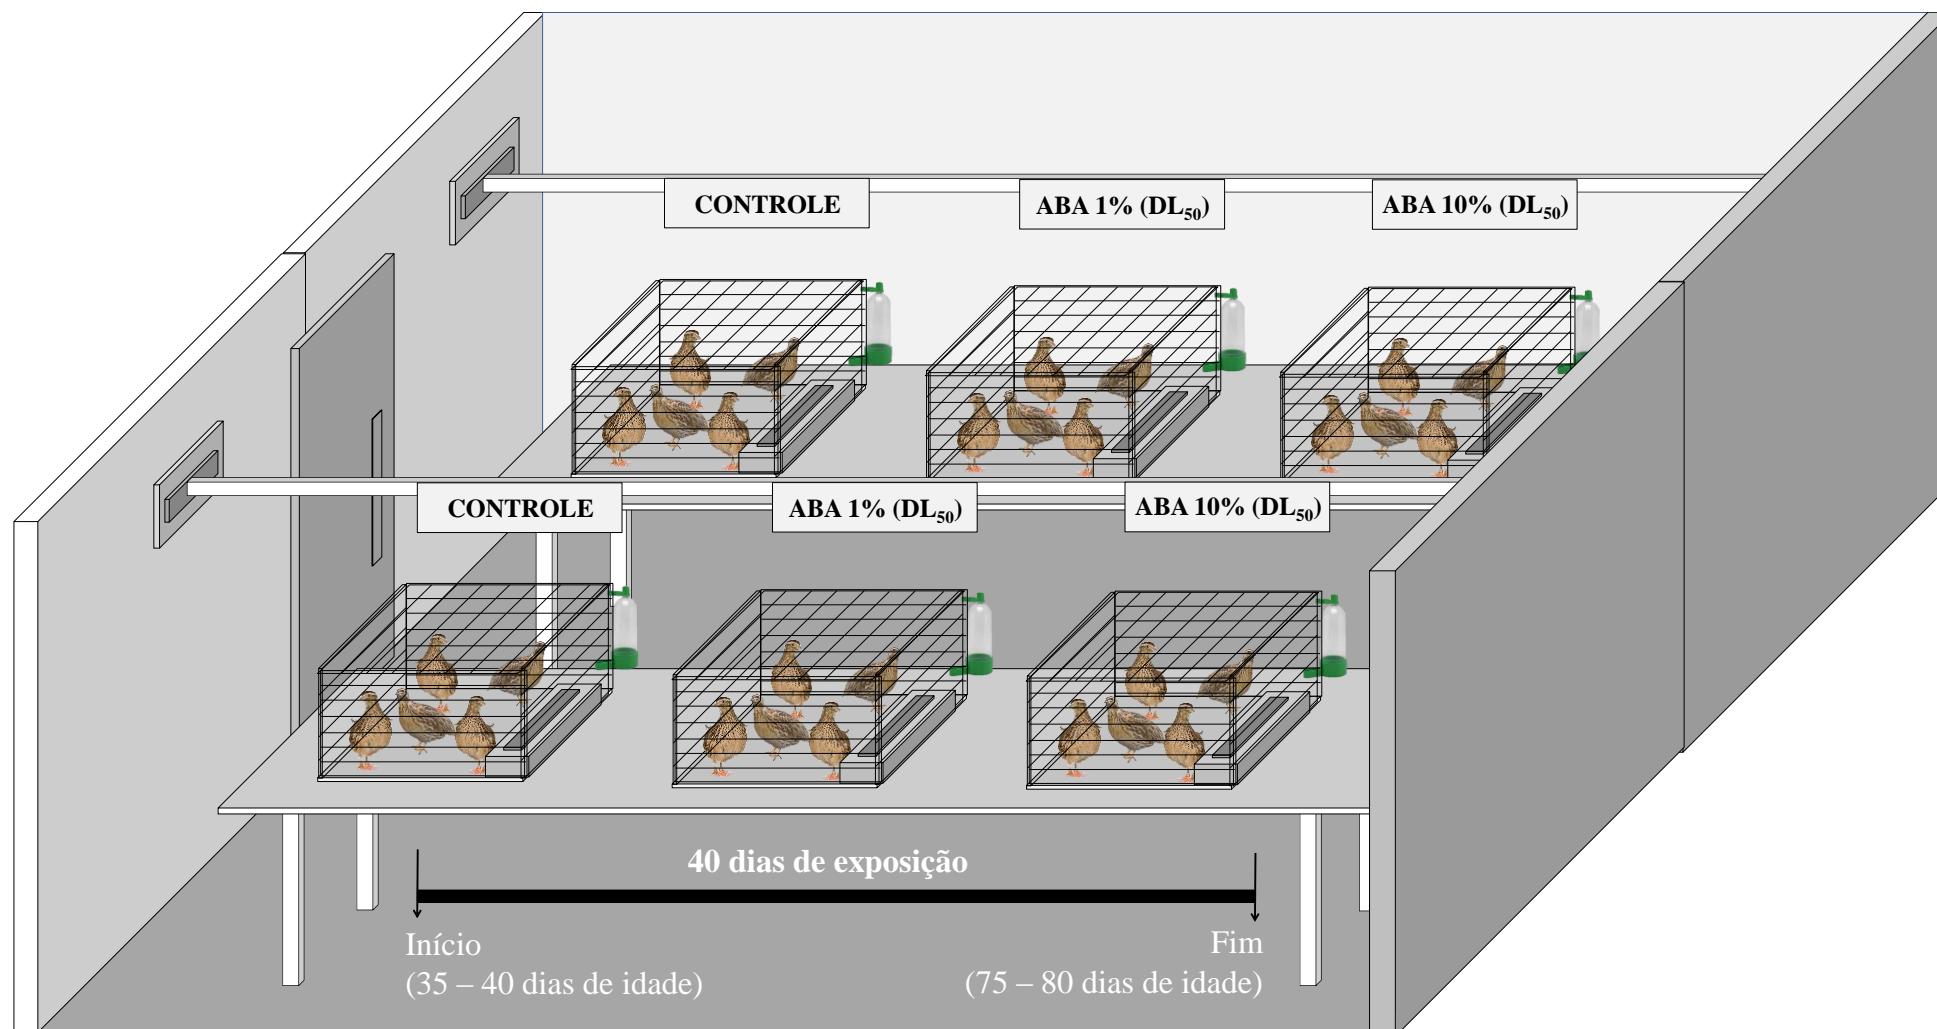 CONTROLE
ABA 1% (DL₅₀)
ABA 10% (DL₅₀)
CONTROLE
ABA 1% (DL₅₀)
ABA 10% (DL₅₀)
40 dias de exposição
Início
(35 – 40 dias de idade)
Fim
(75 – 80 dias de idade)